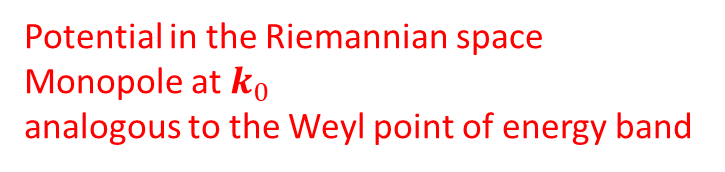 Potential in the Riemannian space
Monopole at k₀
analogous to the Weyl point of energy band